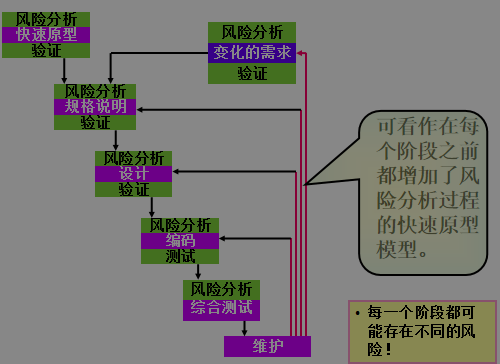 风险分析
快速原型
验证
风险分析
变化的需求
验证
风险分析
规格说明
验证
风险分析
设计
验证
风险分析
编码
测试
风险分析
综合测试
维护
可看作在每
个阶段之前
都增加了风
险分析过程
的快速原型
模型。
• 每一个阶段都可
能存在不同的风
险！